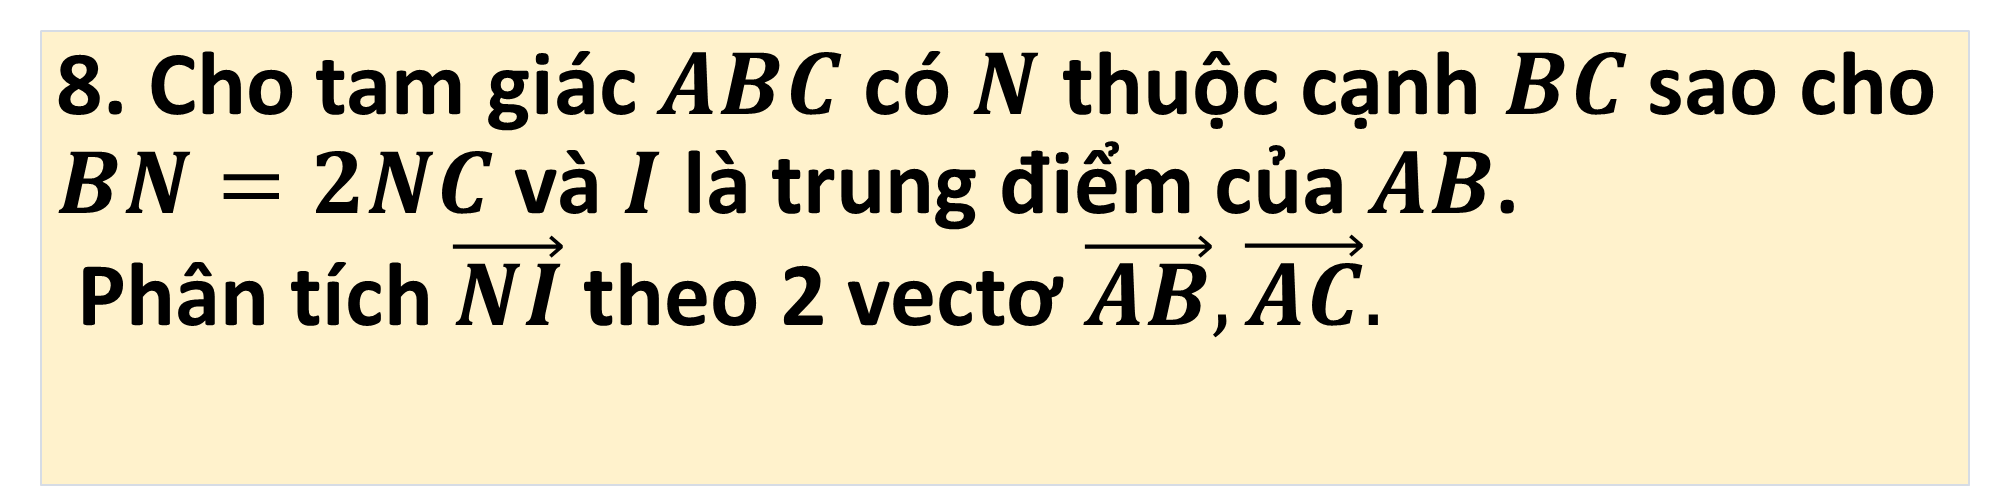 8. Cho tam giác ABC có N thuộc cạnh BC sao cho
BN = 2NC và I là trung điểm của AB.
Phân tích $\overrightarrow{NI}$ theo 2 vectơ $\overrightarrow{AB}$, $\overrightarrow{AC}$.